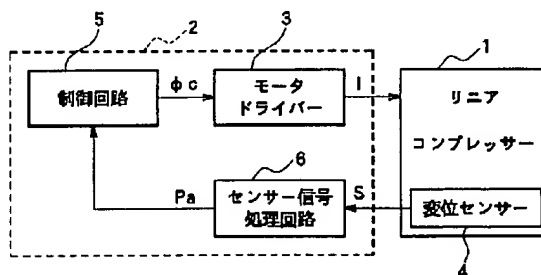 5
2
3
1
制御回路
φc
モータ
ドライバー
I
リニア
コンプレッサー
6
Pa
センサー信号
処理回路
S
変位センサー
4